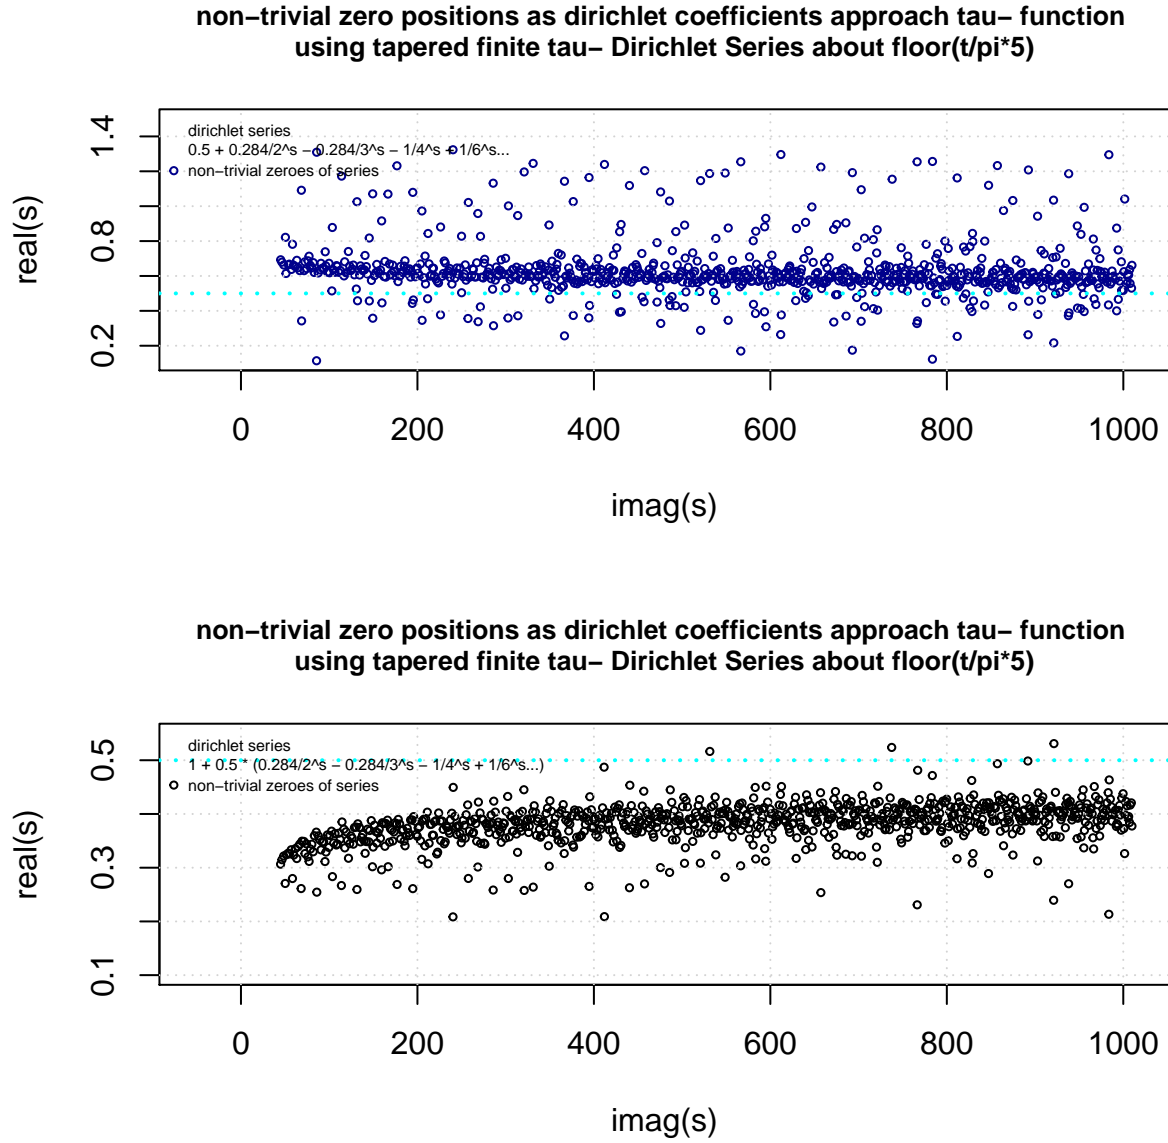 non−trivial zero positions as dirichlet coefficients approach tau− function
using tapered finite tau− Dirichlet Series about floor(t/pi*5)
dirichlet series
0.5 + 0.284/2^s − 0.284/3^s − 1/4^s + 1/6^s...
non−trivial zeroes of series
real(s)
1.4
0.8
0.2
0 200 400 600 800 1000
imag(s)
non−trivial zero positions as dirichlet coefficients approach tau− function
using tapered finite tau− Dirichlet Series about floor(t/pi*5)
dirichlet series
1 + 0.5 * (0.284/2^s − 0.284/3^s − 1/4^s + 1/6^s...)
non−trivial zeroes of series
real(s)
0.5
0.3
0.1
0 200 400 600 800 1000
imag(s)